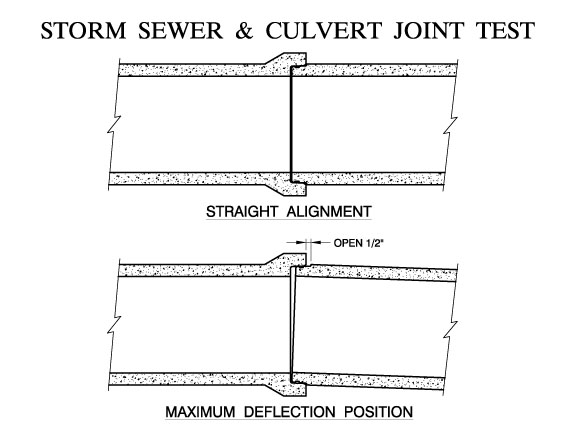 STORM SEWER & CULVERT JOINT TEST
STRAIGHT ALIGNMENT
OPEN 1/2"
MAXIMUM DEFLECTION POSITION